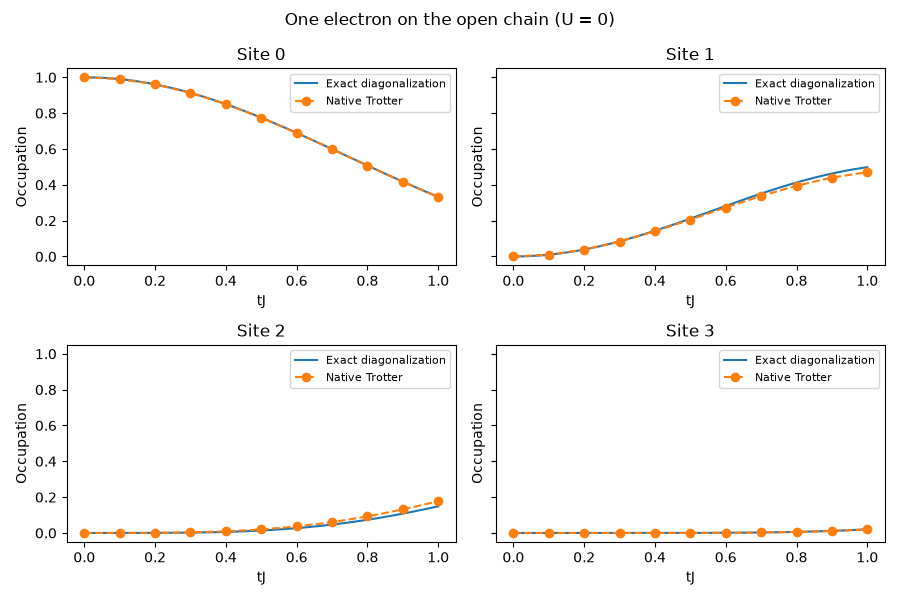 One electron on the open chain (U = 0)
Site 0
Occupation
1.0
0.8
0.6
0.4
0.2
0.0
Exact diagonalization
Native Trotter
0.0 0.2 0.4 0.6 0.8 1.0
tJ
Site 1
Occupation
Exact diagonalization
Native Trotter
0.0 0.2 0.4 0.6 0.8 1.0
tJ
Site 2
Occupation
1.0
0.8
0.6
0.4
0.2
0.0
Exact diagonalization
Native Trotter
0.0 0.2 0.4 0.6 0.8 1.0
tJ
Site 3
Occupation
Exact diagonalization
Native Trotter
0.0 0.2 0.4 0.6 0.8 1.0
tJ